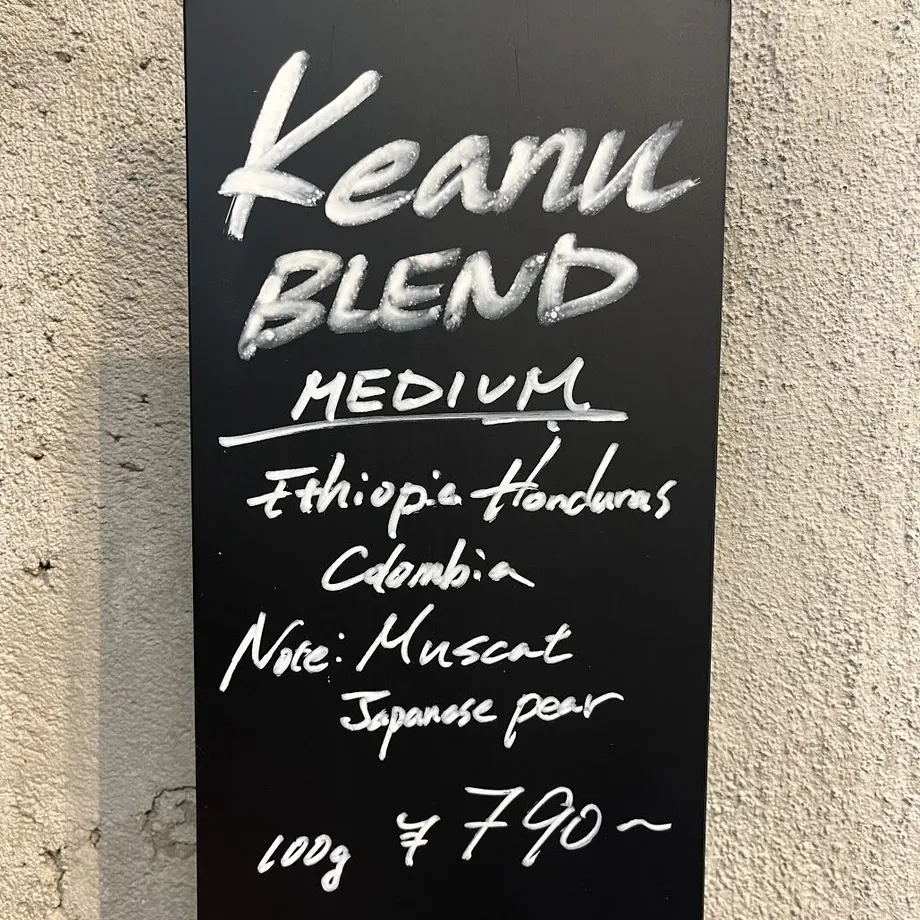 Keanu
BLEND
MEDIUM
Ethiopia Honduras
Colombia
Note: Muscat
Japanese pear
100g ¥790~